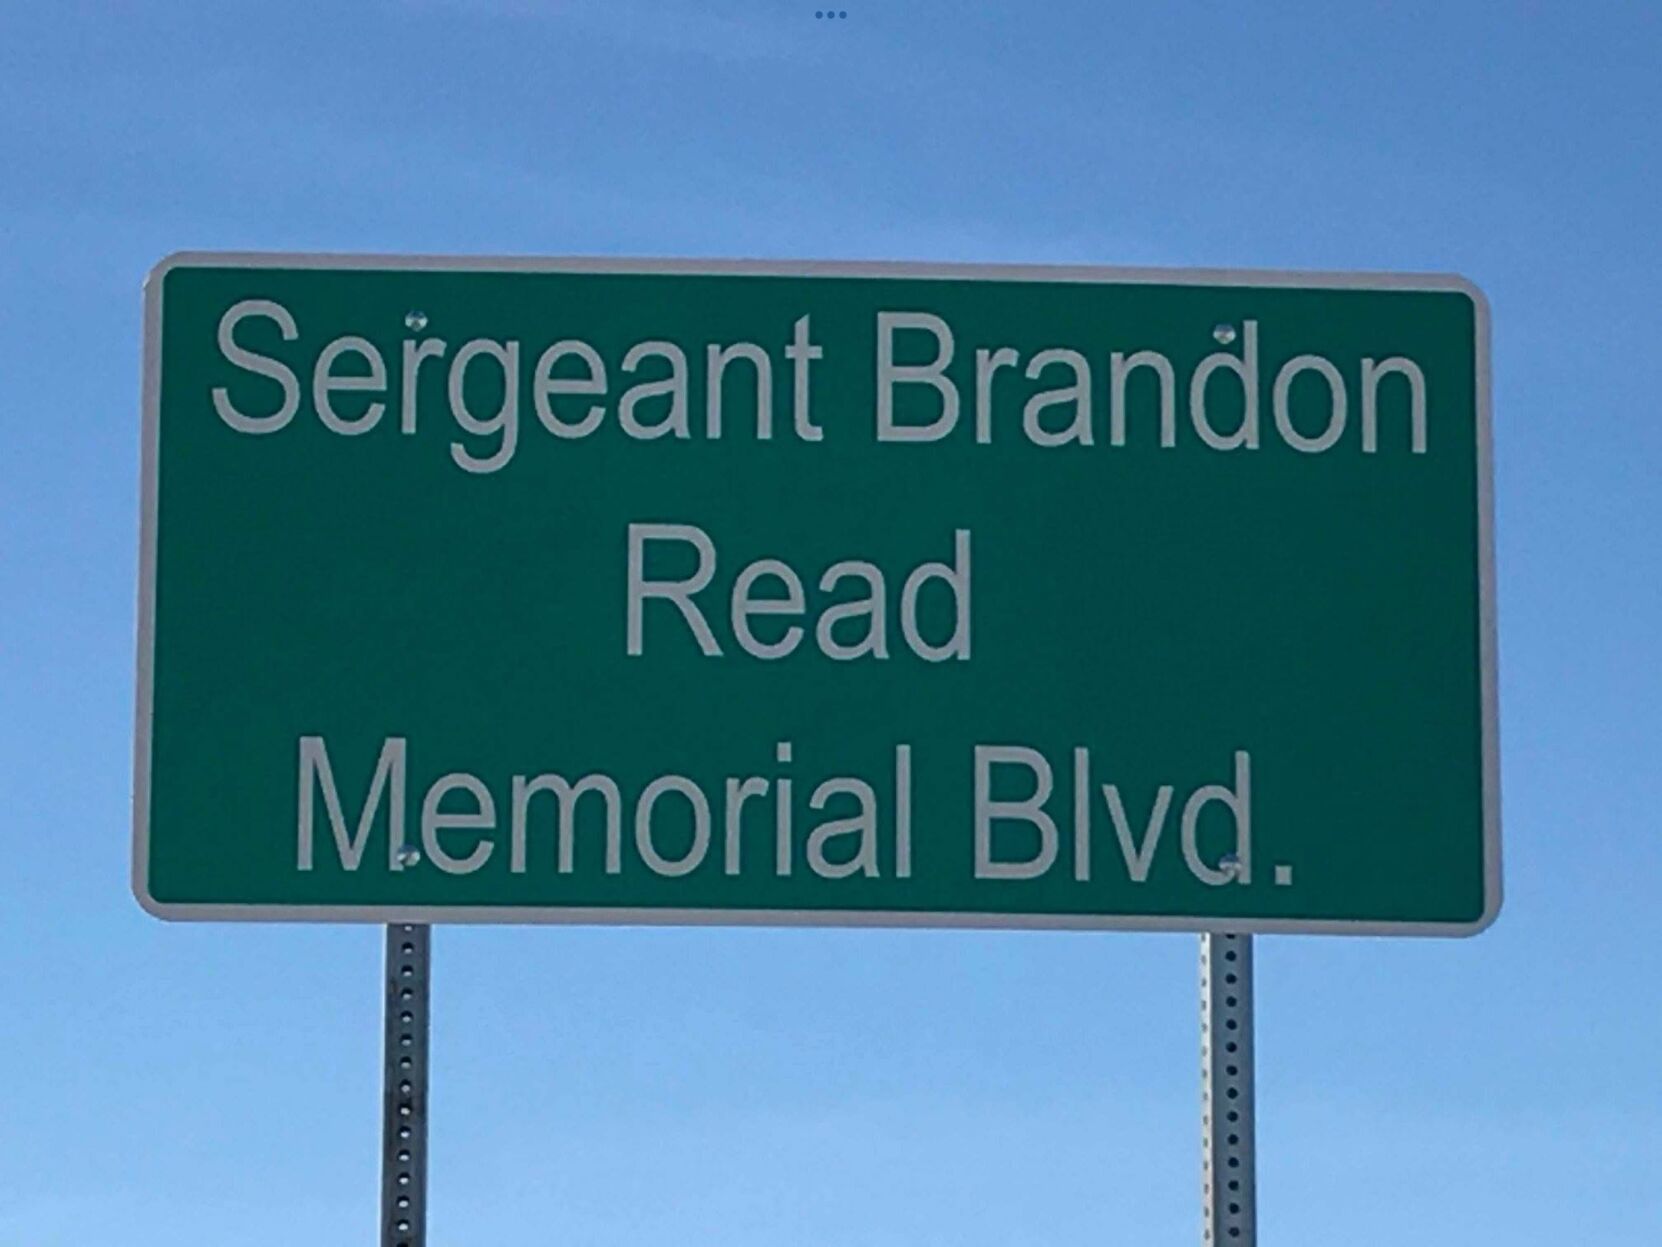 Sergeant Brandon
Read
Memorial Blvd.